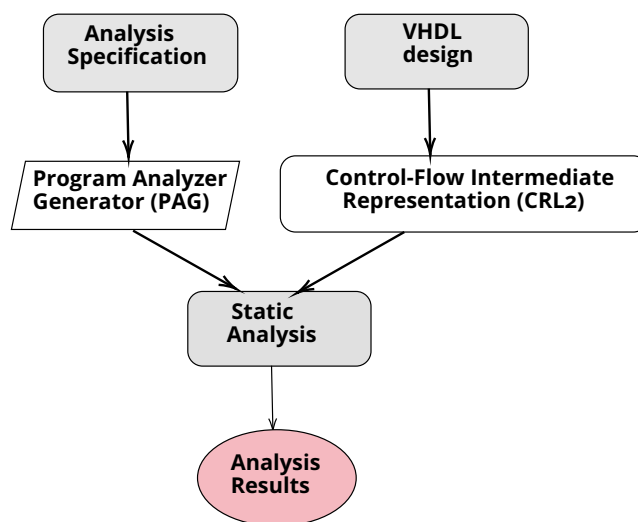 Analysis
Specification
VHDL
design
Program Analyzer
Generator (PAG)
Control-Flow Intermediate
Representation (CRL2)
Static
Analysis
Analysis
Results